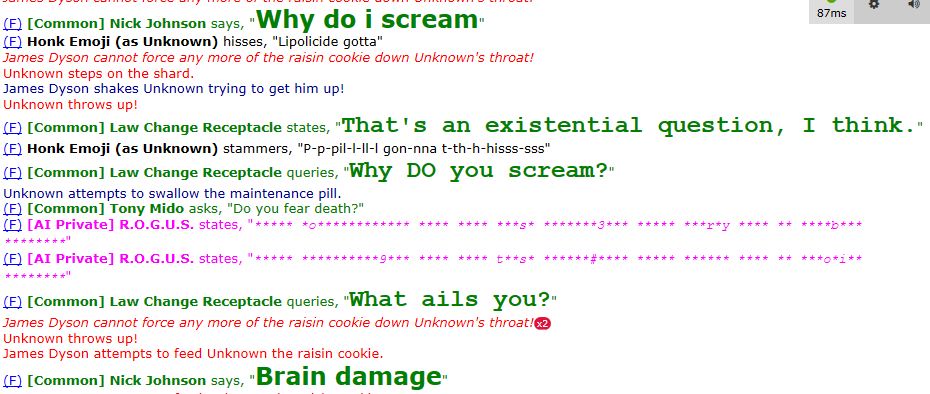 James Dyson cannot force any more of the raisin cookie down Unknown's throat!
87ms
(F) [Common] Nick Johnson says, "Why do i scream"
(F) Honk Emoji (as Unknown) hisses, "Lipolicide gotta"
James Dyson cannot force any more of the raisin cookie down Unknown's throat!
Unknown steps on the shard.
James Dyson shakes Unknown trying to get him up!
Unknown throws up!
(F) [Common] Law Change Receptacle states, "That's an existential question, I think."
(F) Honk Emoji (as Unknown) stammers, "P-p-pil-l-ll-l gon-nna t-th-h-hisss-sss"
(F) [Common] Law Change Receptacle queries, "Why DO you scream?"
Unknown attempts to swallow the maintenance pill.
(F) [Common] Tony Mido asks, "Do you fear death?"
(F) [AI Private] R.O.G.U.S. states, "***** *o************ **** **** ***s* *******3*** ***** ***r*y **** ** ****b***
********"
(F) [AI Private] R.O.G.U.S. states, "***** **********9*** **** **** t**s* ******#**** ***** ****** **** ** ***o*i**
********"
(F) [Common] Law Change Receptacle queries, "What ails you?"
James Dyson cannot force any more of the raisin cookie down Unknown's throat! x2
Unknown throws up!
James Dyson attempts to feed Unknown the raisin cookie.
(F) [Common] Nick Johnson says, "Brain damage"